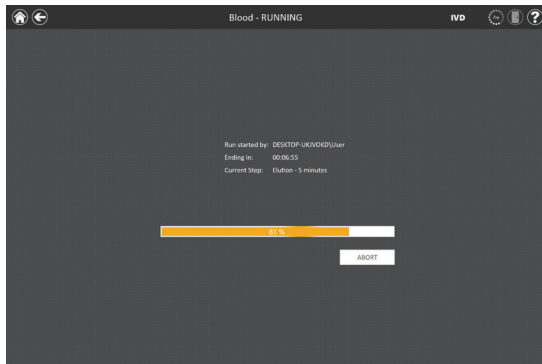 Blood - RUNNING
IVD
7m
?
Run started by: DESKTOP-UKJVOKD\User
Ending in: 00:06:55
Current Step: Elution - 5 minutes
81 %
ABORT